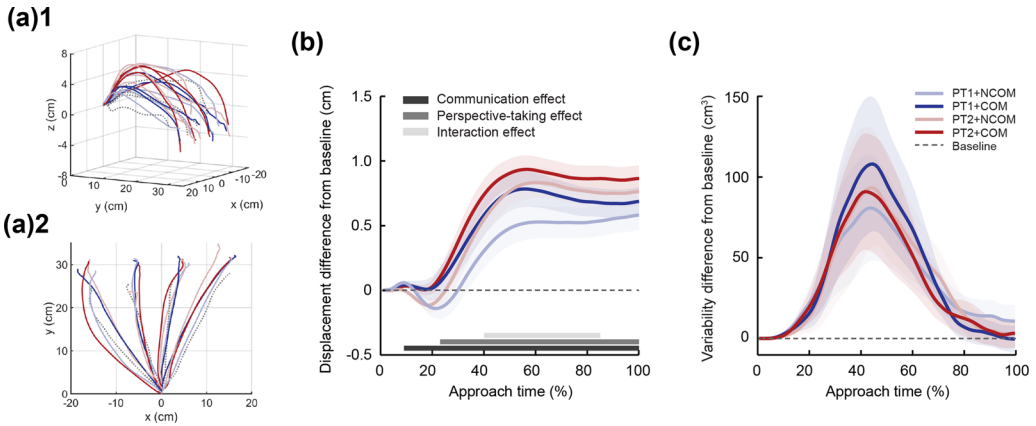 (a)1
8
4
0
-4
-8
z (cm)
0
10
20
30
y (cm)
20
10
0
-10
-20
x (cm)
(a)2
30
20
10
0
y (cm)
-20
-10
0
10
20
x (cm)
(b)
Displacement difference from baseline (cm)
1.5
1.0
0.5
0
-0.5
Communication effect
Perspective-taking effect
Interaction effect
0
20
40
60
80
100
Approach time (%)
(c)
Variability difference from baseline (cm³)
150
100
50
0
PT1+NCOM
PT1+COM
PT2+NCOM
PT2+COM
Baseline
0
20
40
60
80
100
Approach time (%)